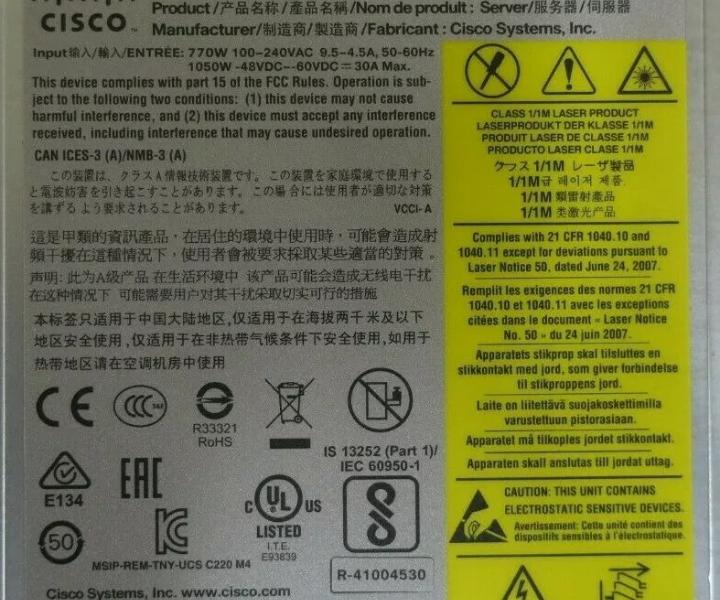 CISCO™
Product/产品名称/產品名稱/Nom de produit: Server/服务器/伺服器
Manufacturer/制造商/製造商/Fabricant: Cisco Systems, Inc.
Input输入/輸入/ENTRÉE: 770W 100-240VAC 9.5-4.5A, 50-60Hz
1050W -48VDC--60VDC⎓30A Max.
This device complies with part 15 of the FCC Rules. Operation is sub-
ject to the following two conditions: (1) this device may not cause
harmful interference, and (2) this device must accept any interference
received, including interference that may cause undesired operation.
CAN ICES-3 (A)/NMB-3 (A)
この装置は、クラスA情報技術装置です。この装置を家庭環境で使用する
と電波妨害を引き起こすことがあります。この場合には使用者が適切な対策
を講ずるよう要求されることがあります。 VCCI-A
這是甲類的資訊產品,在居住的環境中使用時,可能會造成射
頻干擾在這種情況下,使用者會被要求採取某些適當的對策。
声明: 此为A级产品 在生活环境中 该产品可能会造成无线电干扰
在这种情况下 可能需要用户对其干扰采取切实可行的措施
本标签只适用于中国大陆地区,仅适用于在海拔两千米及以下
地区安全使用,仅适用于在非热带气候条件下安全使用,如用于
热带地区请在空调机房中使用
CE
CCC S&E
R33321
RoHS
IS 13252 (Part 1)/
IEC 60950-1
E134
EAC
C UL US
LISTED
I.T.E.
E93839
50
MSIP-REM-TNY-UCS C220 M4
R-41004530
Cisco Systems, Inc. www.cisco.com
CLASS 1/1M LASER PRODUCT
LASERPRODUKT DER KLASSE 1/1M
PRODUIT LASER DE CLASSE 1/1M
PRODUCTO LASER CLASE 1/1M
クラス 1/1M レーザ製品
1/1M급 레이저 제품
1/1M 類雷射產品
1/1M 类激光产品
Complies with 21 CFR 1040.10 and
1040.11 except for deviations pursuant to
Laser Notice 50, dated June 24, 2007.
Remplit les exigences des normes 21 CFR
1040.10 et 1040.11 avec les exceptions
citées dans le document « Laser Notice
No. 50 » du 24 juin 2007.
Apparatets stikprop skal tilsluttes en
stikkontakt med jord, som giver forbindelse
til stikproppens jord.
Laite on liitettävä suojakoskettimilla
varustettuun pistorasiaan.
Apparatet må tilkoples jordet stikkontakt.
Apparaten skall anslutas till jordat uttag.
CAUTION: THIS UNIT CONTAINS
ELECTROSTATIC SENSITIVE DEVICES.
Avertissement: Cette unité contient des
dispositifs sensibles à l'électrostatique.